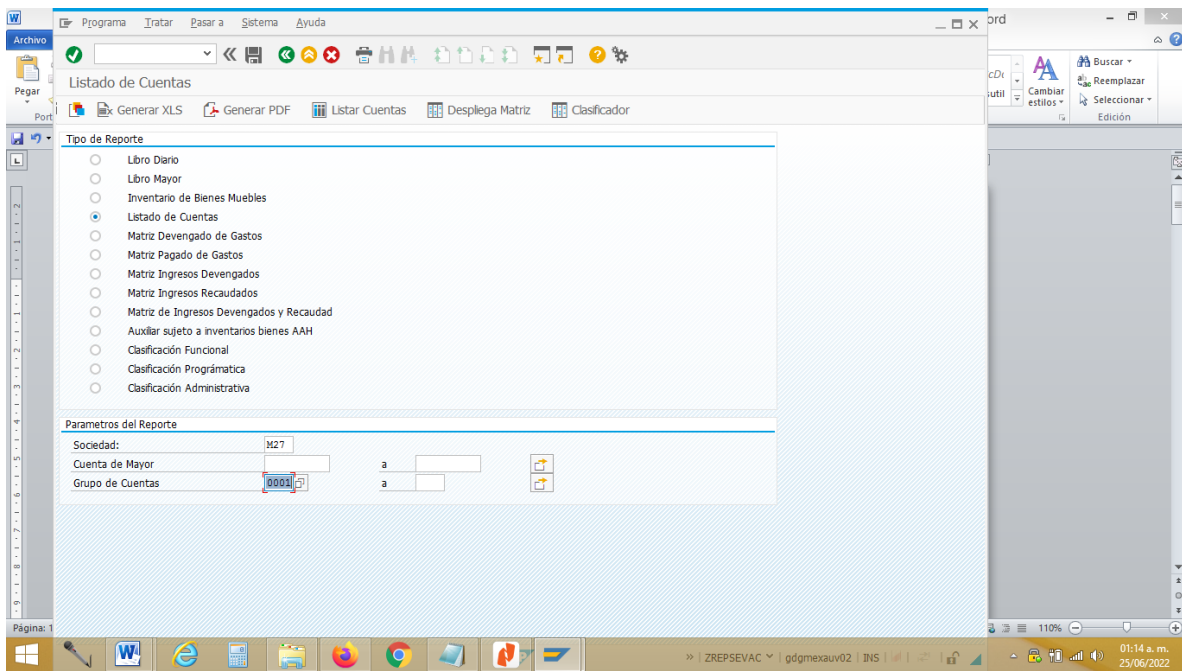 Programa Tratar Pasar a Sistema Ayuda
Listado de Cuentas
Generar XLS Generar PDF Listar Cuentas Despliega Matriz Clasificador
Tipo de Reporte
Libro Diario
Libro Mayor
Inventario de Bienes Muebles
Listado de Cuentas
Matriz Devengado de Gastos
Matriz Pagado de Gastos
Matriz Ingresos Devengados
Matriz Ingresos Recaudados
Matriz de Ingresos Devengados y Recaudad
Auxiliar sujeto a inventarios bienes AAH
Clasificación Funcional
Clasificación Prográmatica
Clasificación Administrativa
Parametros del Reporte
Sociedad: M27
Cuenta de Mayor a
Grupo de Cuentas 0001 a
Archivo
Pegar
Port
ord
Buscar
Reemplazar
Seleccionar
Cambiar
estilos
Edición
Página: 1
110%
ZREPSEVAC gdgmexauv02 INS
01:14 a. m.
25/06/2022